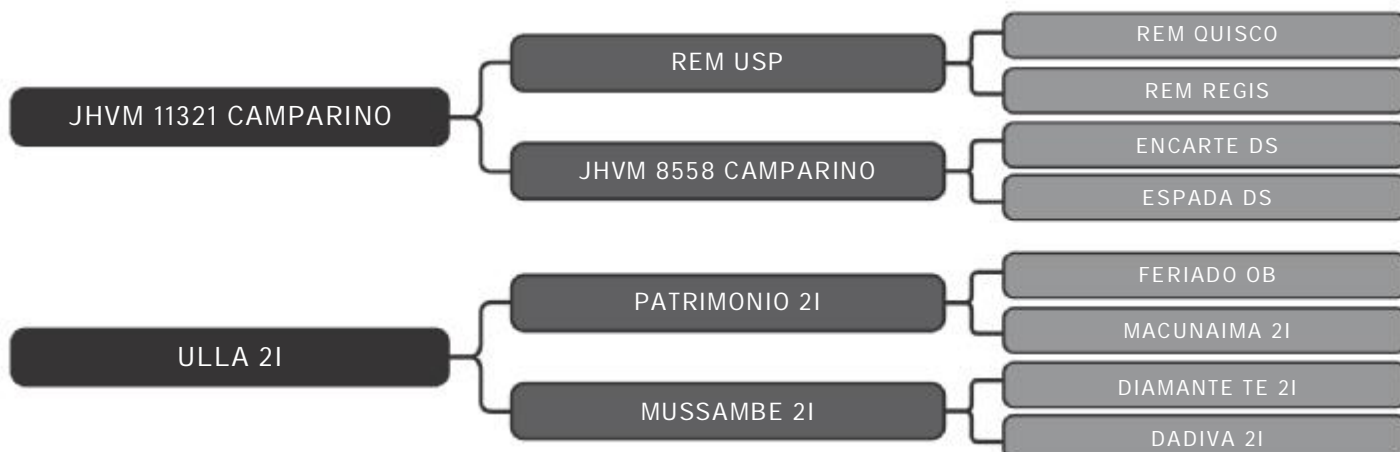 REM QUISCO
REM USP
REM REGIS
JHVM 11321 CAMPARINO
ENCARTE DS
JHVM 8558 CAMPARINO
ESPADA DS
FERIADO OB
PATRIMONIO 2I
MACUNAIMA 2I
ULLA 2I
DIAMANTE TE 2I
MUSSAMBE 2I
DADIVA 2I